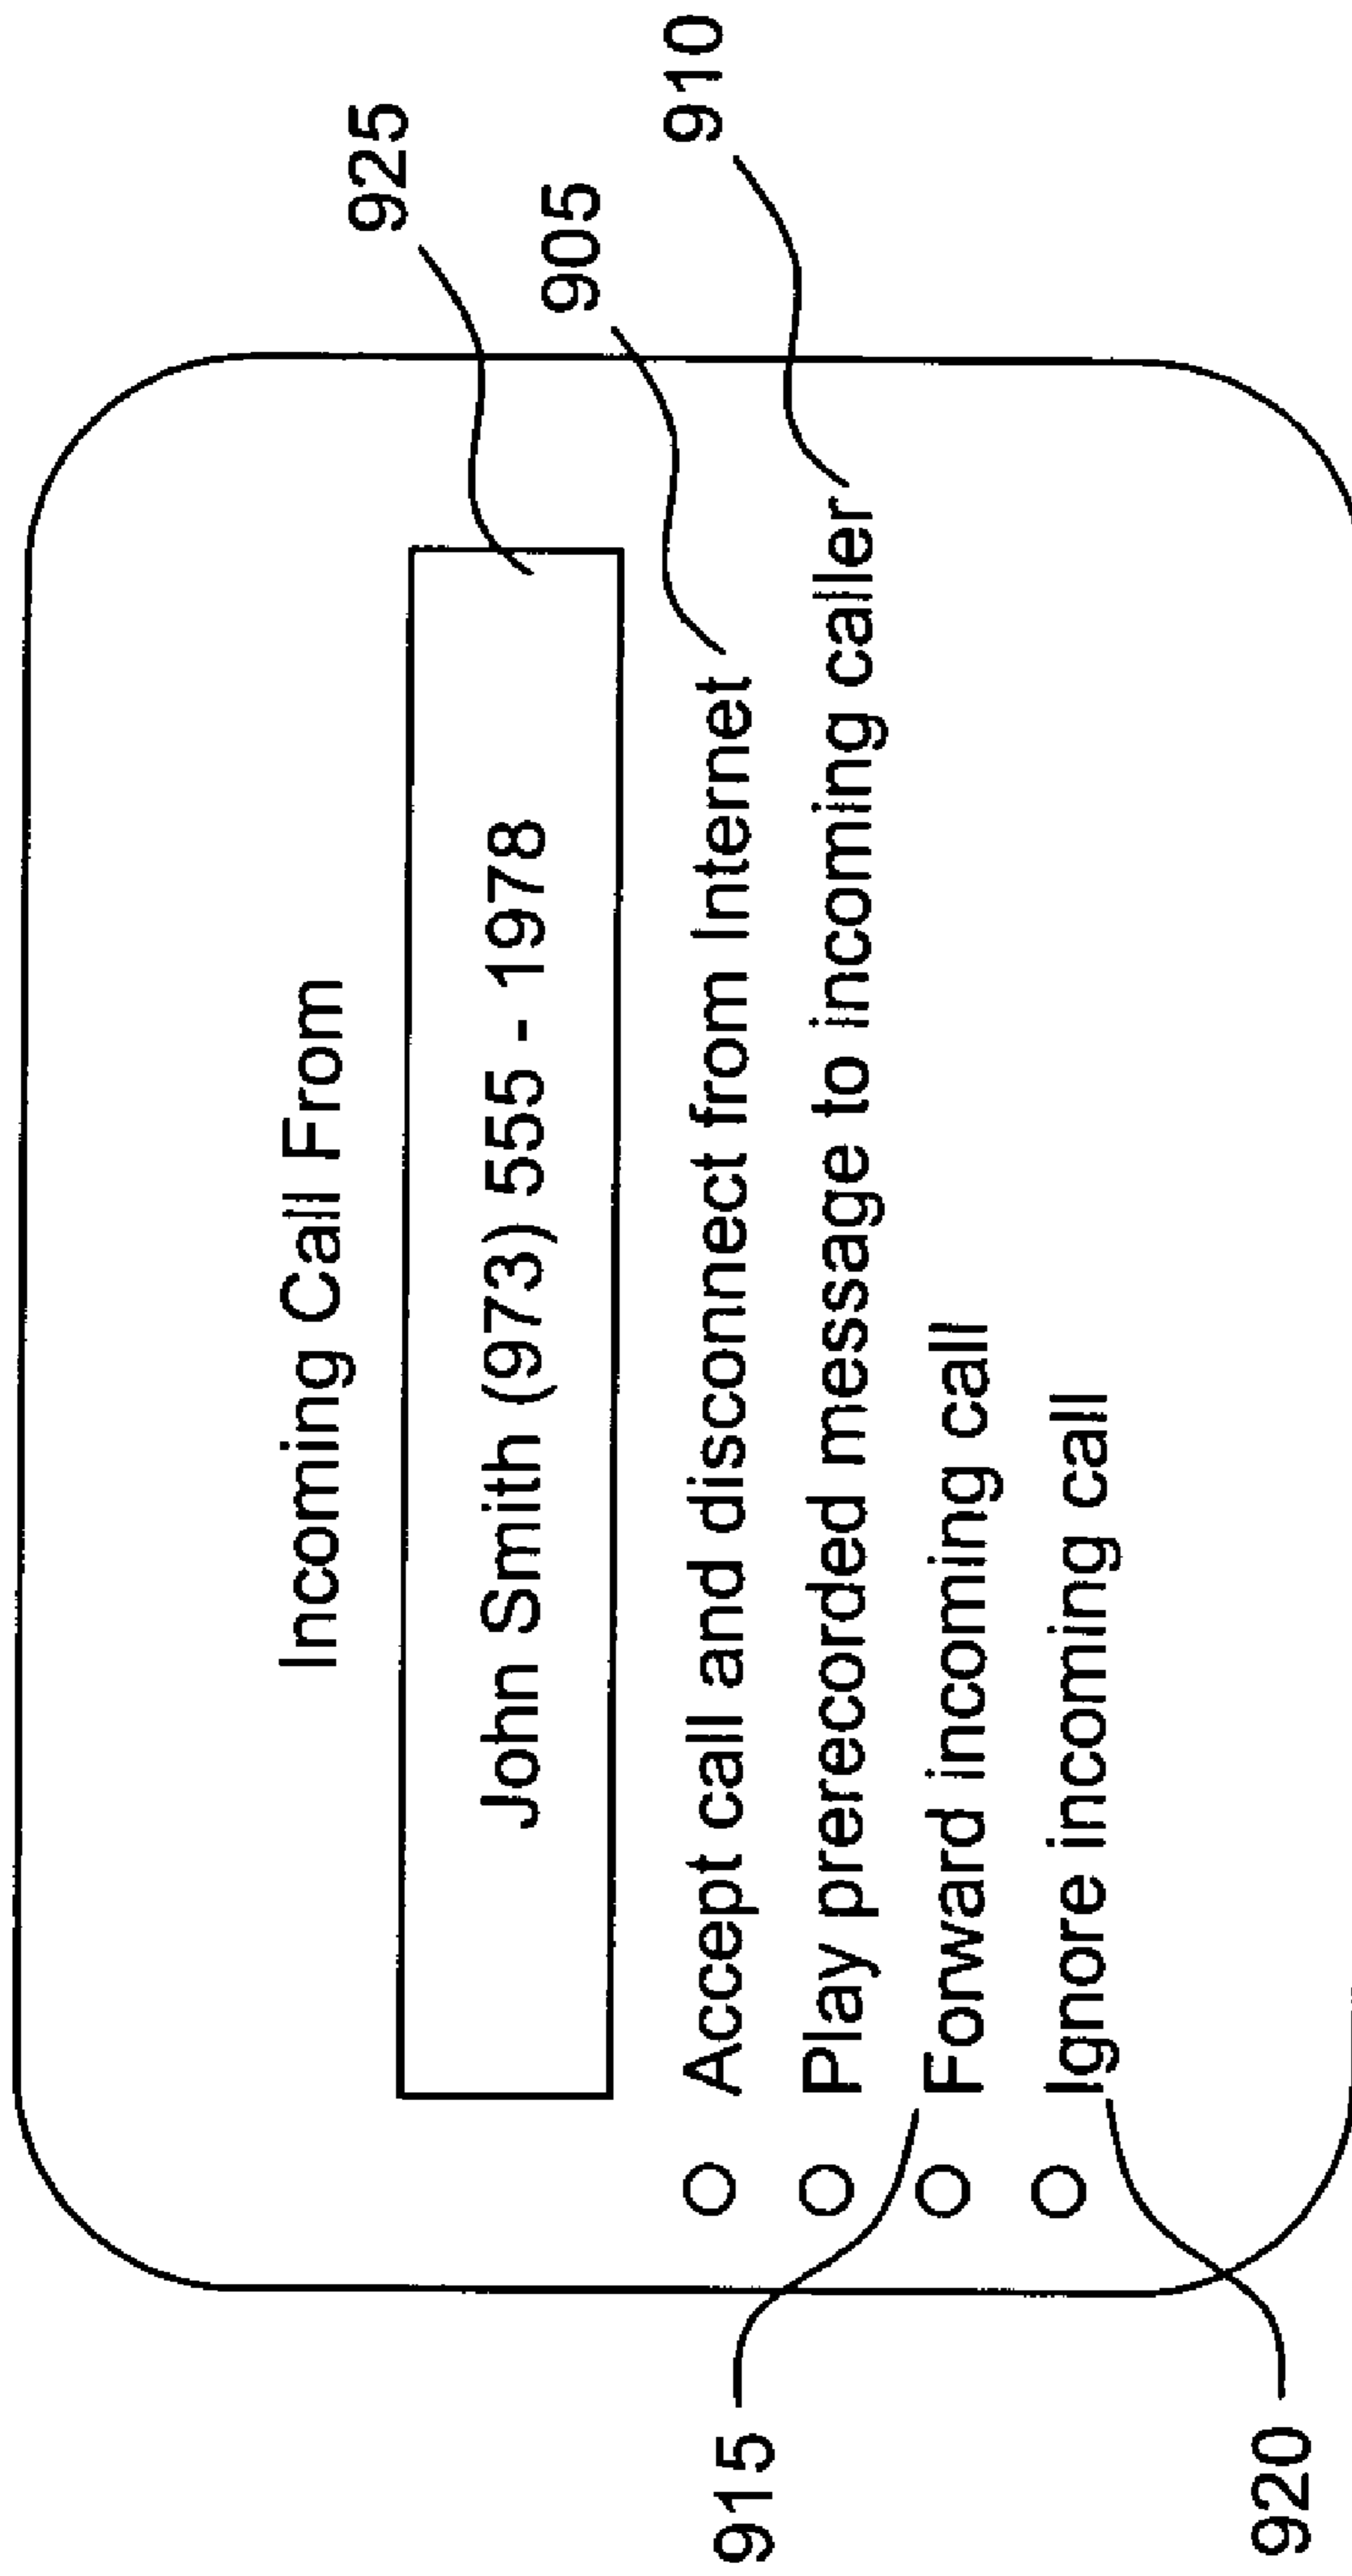 Incoming Call From
925
John Smith (973) 555 - 1978
905
Accept call and disconnect from Internet
910
Play prerecorded message to incoming caller
915
Forward incoming call
Ignore incoming call
920